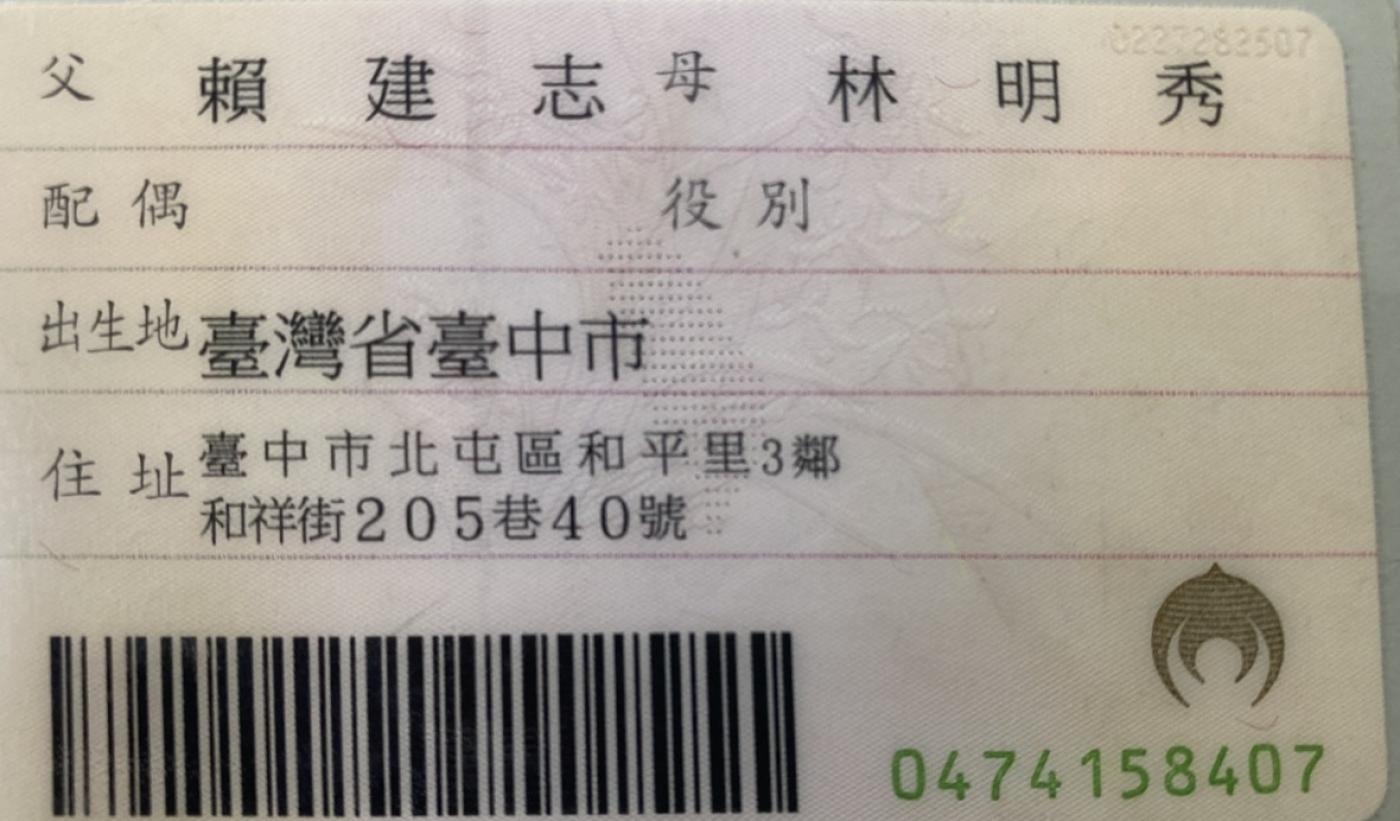 父 賴建志 母 林明秀
配偶 役別
出生地 臺灣省臺中市
住址 臺中市北屯區和平里3鄰
和祥街205巷40號
0474158407